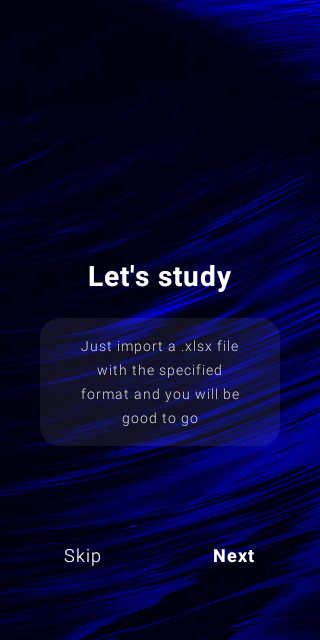 Let's study
Just import a .xlsx file
with the specified
format and you will be
good to go
Skip
Next